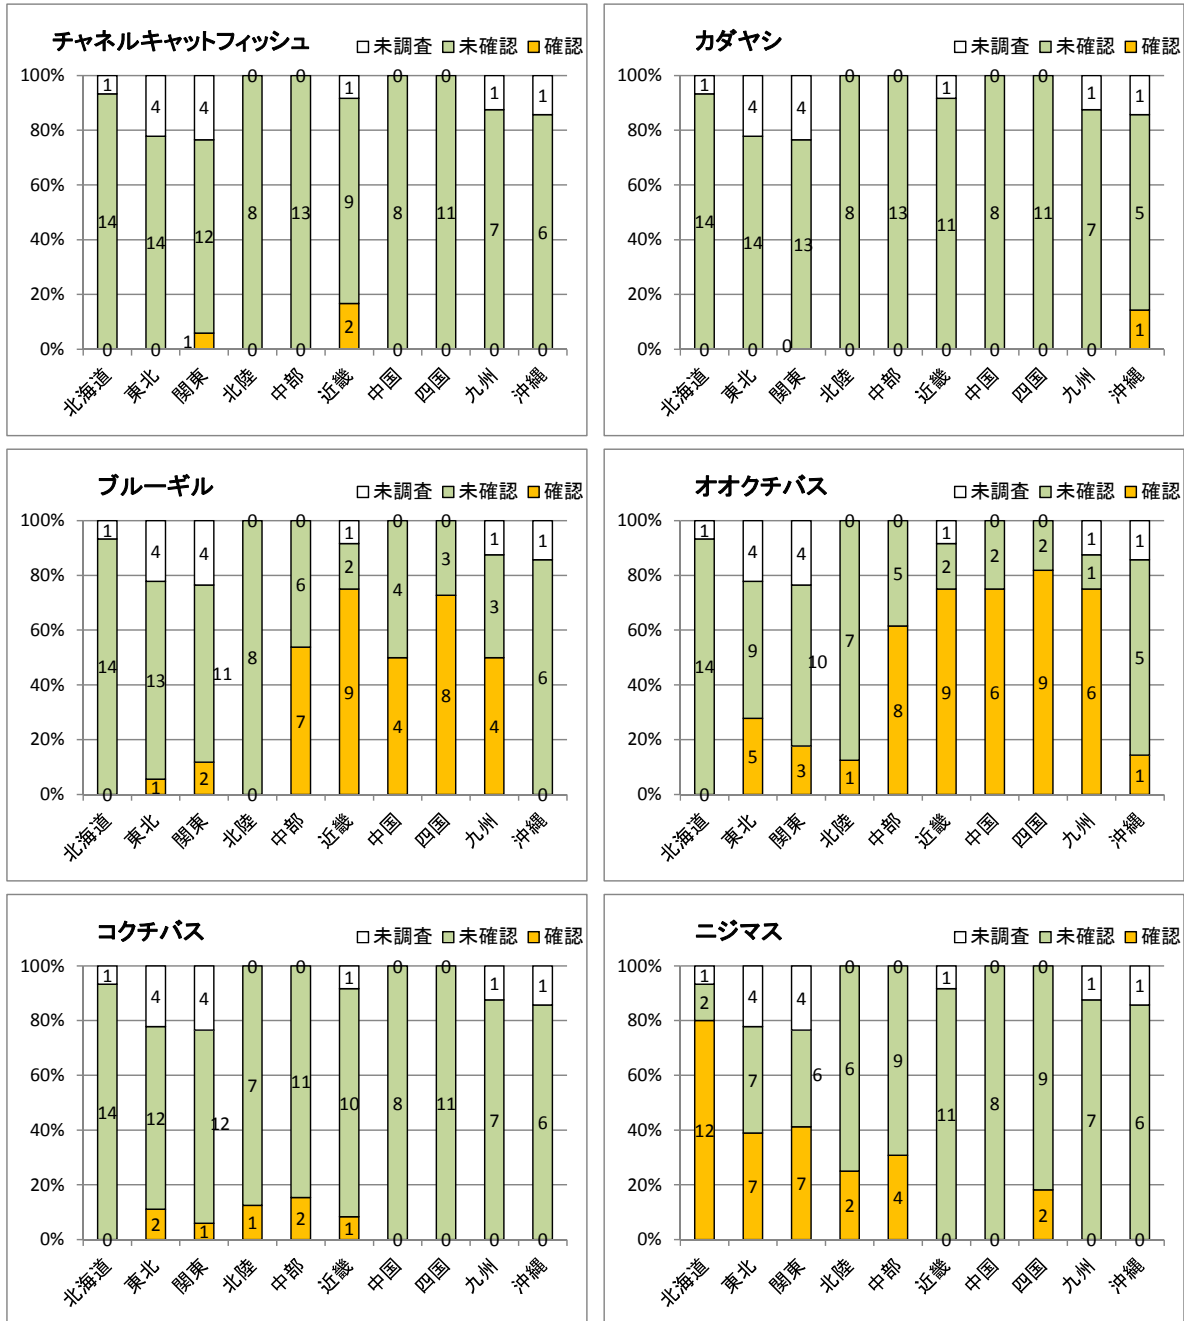 チャネルキャットフィッシュ □未調査 ■未確認 ■確認
100% 1 4 4 0 0 1 0 0 1 1
80%
60%
40% 14 14 12 8 13 9 8 11 7 6
20%
0% 0 0 1 0 0 2 0 0 0 0
北海道 東北 関東 北陸 中部 近畿 中国 四国 九州 沖縄
カダヤシ □未調査 ■未確認 ■確認
100% 1 4 4 0 0 1 0 0 1 1
80%
60%
40% 14 14 13 8 13 11 8 11 7 5
20%
0% 0 0 0 0 0 0 0 0 0 1
北海道 東北 関東 北陸 中部 近畿 中国 四国 九州 沖縄
ブルーギル □未調査 ■未確認 ■確認
100% 1 4 4 0 0 1 0 0 1 1
80%
60%
40% 14 13 11 8 6 2 4 3 3 6
20%
0% 0 1 2 0 7 9 4 8 4 0
北海道 東北 関東 北陸 中部 近畿 中国 四国 九州 沖縄
オオクチバス □未調査 ■未確認 ■確認
100% 1 4 4 0 0 1 0 0 1 1
80%
60%
40% 14 9 10 7 5 2 2 2 1 5
20%
0% 0 5 3 1 8 9 6 9 6 1
北海道 東北 関東 北陸 中部 近畿 中国 四国 九州 沖縄
コクチバス □未調査 ■未確認 ■確認
100% 1 4 4 0 0 1 0 0 1 1
80%
60%
40% 14 12 12 7 11 10 8 11 7 6
20%
0% 0 2 1 1 2 1 0 0 0 0
北海道 東北 関東 北陸 中部 近畿 中国 四国 九州 沖縄
ニジマス □未調査 ■未確認 ■確認
100% 1 4 4 0 0 1 0 0 1 1
80%
60%
40% 2 7 6 6 9 11 8 9 7 6
20%
0% 12 7 7 2 4 0 0 2 0 0
北海道 東北 関東 北陸 中部 近畿 中国 四国 九州 沖縄